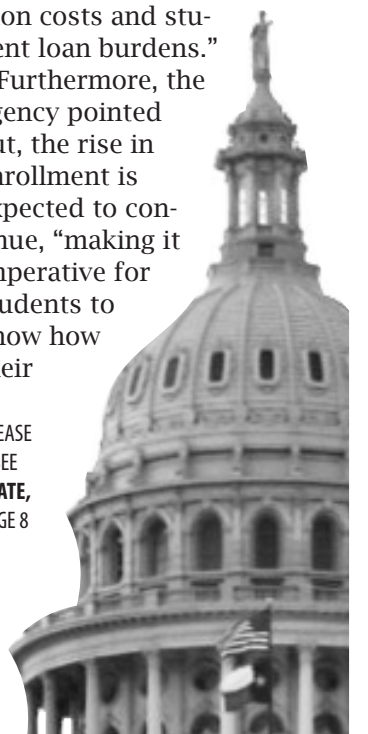 on costs and stu-
ent loan burdens.”
Furthermore, the
gency pointed
ut, the rise in
nrollment is
xpected to con-
nue, “making it
mperative for
udents to
now how
eir
EASE
EE
ATE,
GE 8